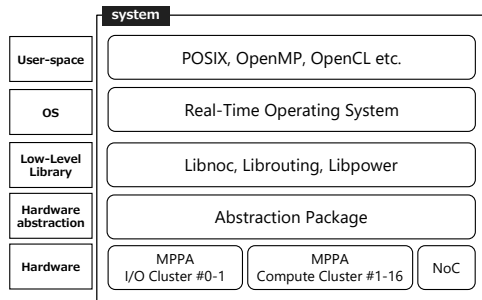 system
User-space
POSIX, OpenMP, OpenCL etc.
OS
Real-Time Operating System
Low-Level
Library
Libnoc, Librouting, Libpower
Hardware
abstraction
Abstraction Package
Hardware
MPPA
I/O Cluster #0-1
MPPA
Compute Cluster #1-16
NoC